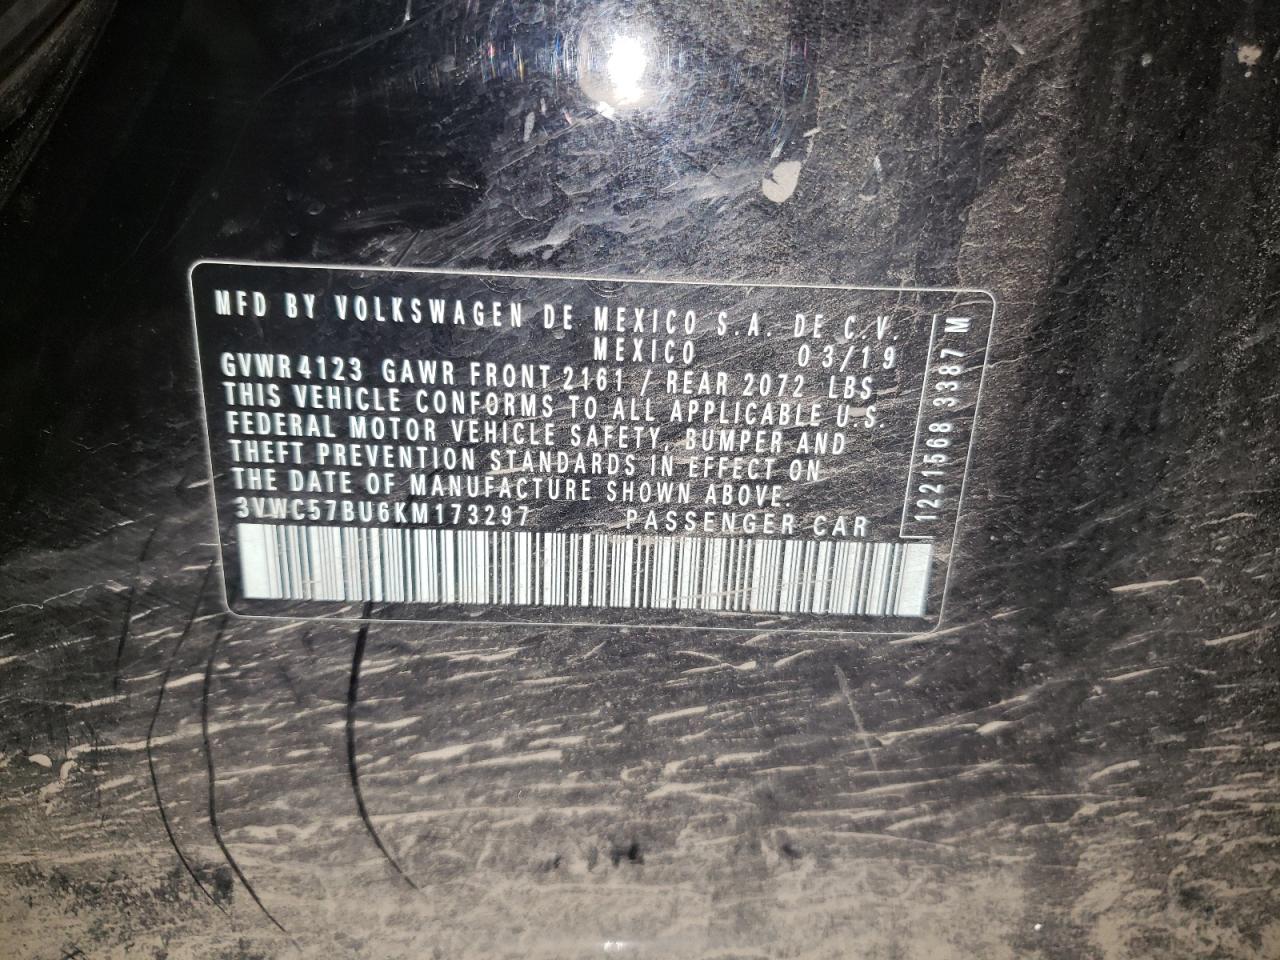 MFD BY VOLKSWAGEN DE MEXICO S.A. DE C.V.
MEXICO 03/19
GVWR 4123 GAWR FRONT 2161 / REAR 2072 LBS
THIS VEHICLE CONFORMS TO ALL APPLICABLE U.S.
FEDERAL MOTOR VEHICLE SAFETY, BUMPER AND
THEFT PREVENTION STANDARDS IN EFFECT ON
THE DATE OF MANUFACTURE SHOWN ABOVE.
3VWC57BU6KM173297 PASSENGER CAR
1221568 3387 M